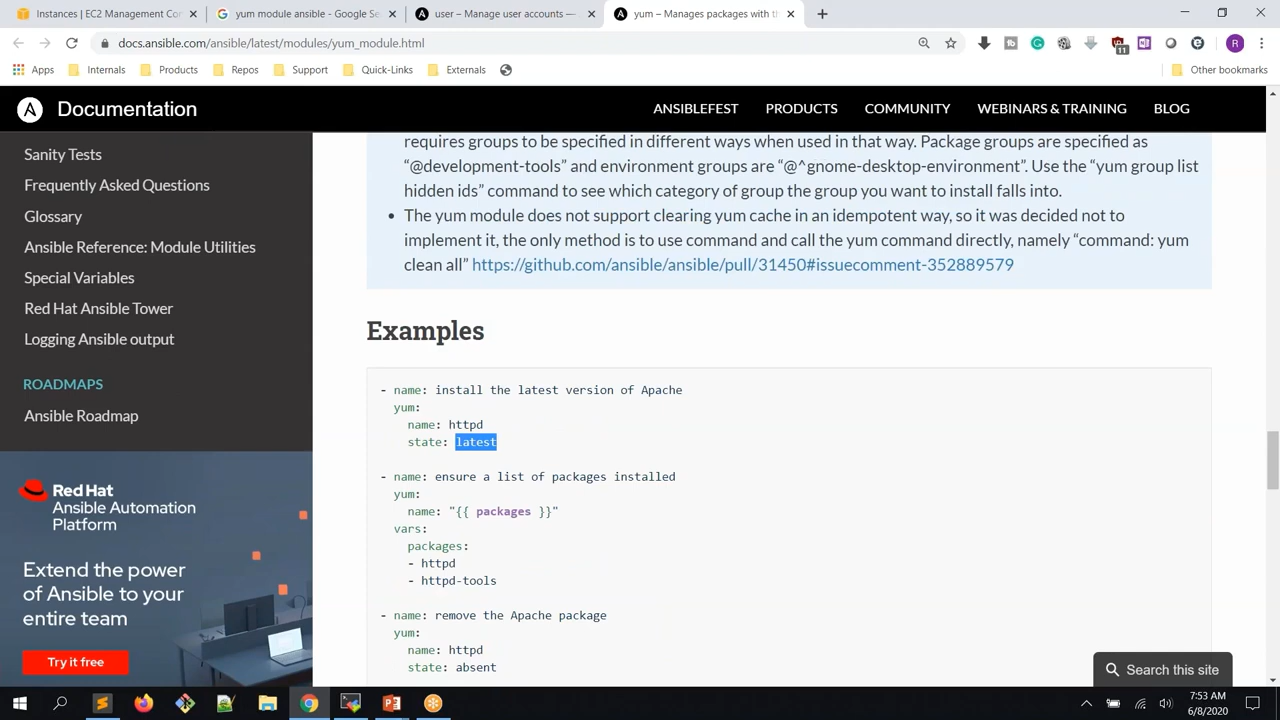 Instances | EC2 Management Con
yum module ansible - Google Se
user – Manage user accounts —
yum – Manages packages with th
docs.ansible.com/ansible/latest/modules/yum_module.html
11
R
Apps
Internals
Products
Repos
Support
Quick-Links
Externals
Other bookmarks
A
Documentation
ANSIBLEFEST
PRODUCTS
COMMUNITY
WEBINARS & TRAINING
BLOG
Sanity Tests
Frequently Asked Questions
Glossary
Ansible Reference: Module Utilities
Special Variables
Red Hat Ansible Tower
Logging Ansible output
ROADMAPS
Ansible Roadmap
Red Hat
Ansible Automation
Platform
Extend the power
of Ansible to your
entire team
Try it free
requires groups to be specified in different ways when used in that way. Package groups are specified as
“@development-tools” and environment groups are “@^gnome-desktop-environment”. Use the “yum group list
hidden ids” command to see which category of group the group you want to install falls into.
• The yum module does not support clearing yum cache in an idempotent way, so it was decided not to
implement it, the only method is to use command and call the yum command directly, namely “command: yum
clean all” https://github.com/ansible/ansible/pull/31450#issuecomment-352889579
Examples
- name: install the latest version of Apache
yum:
name: httpd
state: latest
- name: ensure a list of packages installed
yum:
name: "{{ packages }}"
vars:
packages:
- httpd
- httpd-tools
- name: remove the Apache package
yum:
name: httpd
state: absent
Search this site
7:53 AM
6/8/2020